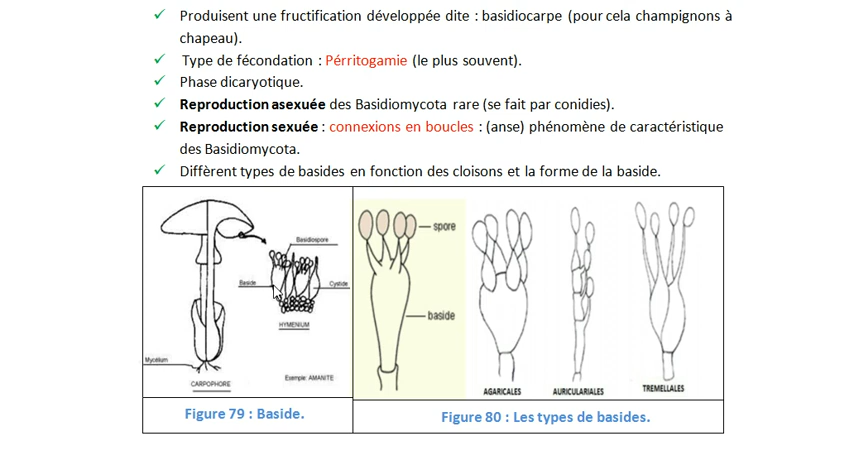 ✓ Produisent une fructification développée dite : basidiocarpe (pour cela champignons à
chapeau).
✓ Type de fécondation : Pérritogamie (le plus souvent).
✓ Phase dicaryotique.
✓ Reproduction asexuée des Basidiomycota rare (se fait par conidies).
✓ Reproduction sexuée : connexions en boucles : (anse) phénomène de caractéristique
des Basidiomycota.
✓ Diffèrent types de basides en fonction des cloisons et la forme de la baside.
Basidiospore
Baside
Cystide
HYMENIUM
Mycélium
CARPOPHORE
Exemple: AMANITE
spore
baside
AGARICALES
AURICULARIALES
TREMELLALES
Figure 79 : Baside.
Figure 80 : Les types de basides.